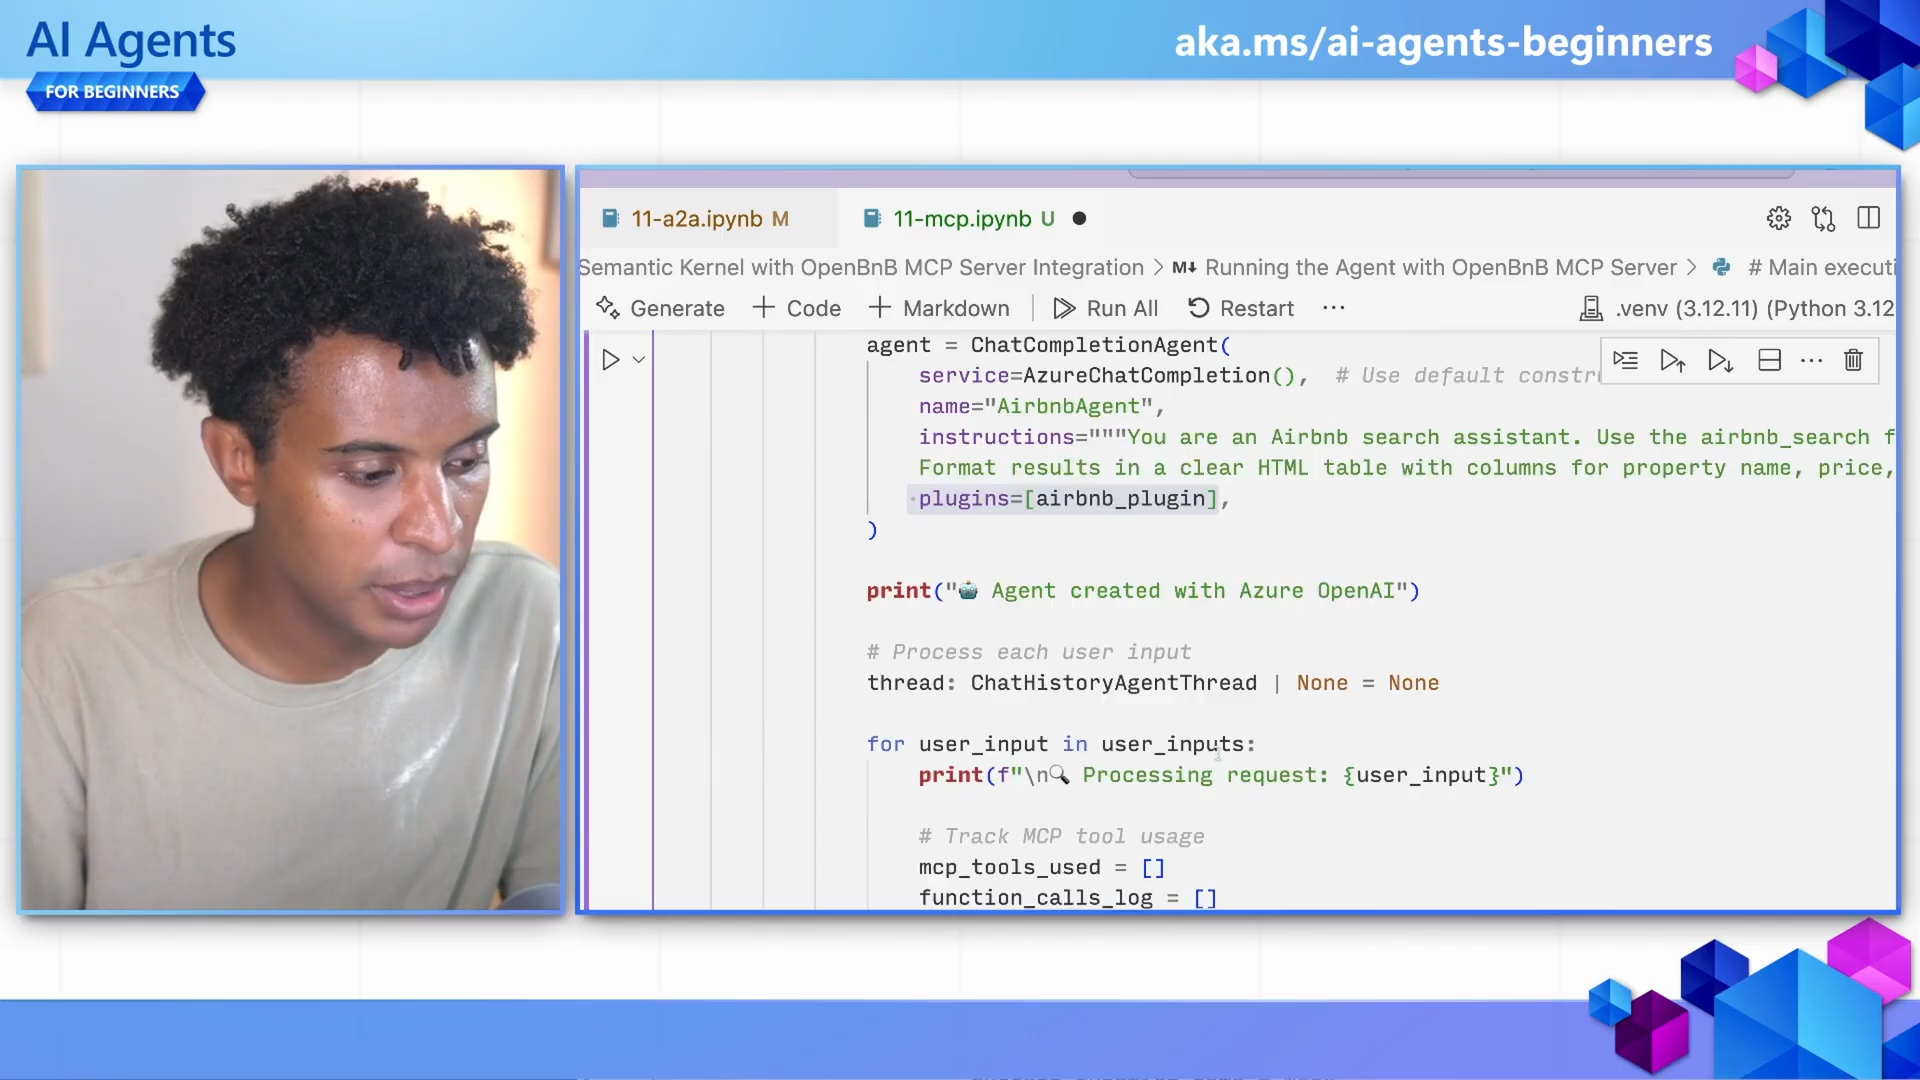 AI Agents
FOR BEGINNERS
aka.ms/ai-agents-beginners
11-a2a.ipynb M
11-mcp.ipynb U
Semantic Kernel with OpenBnB MCP Server Integration > M↓ Running the Agent with OpenBnB MCP Server > # Main executi
Generate + Code + Markdown Run All Restart ··· .venv (3.12.11) (Python 3.12
agent = ChatCompletionAgent(
service=AzureChatCompletion(), # Use default constr
name="AirbnbAgent",
instructions="""You are an Airbnb search assistant. Use the airbnb_search f
Format results in a clear HTML table with columns for property name, price,
plugins=[airbnb_plugin],
)
print("🤖 Agent created with Azure OpenAI")
# Process each user input
thread: ChatHistoryAgentThread | None = None
for user_input in user_inputs:
print(f"\n🔍 Processing request: {user_input}")
# Track MCP tool usage
mcp_tools_used = []
function_calls_log = []